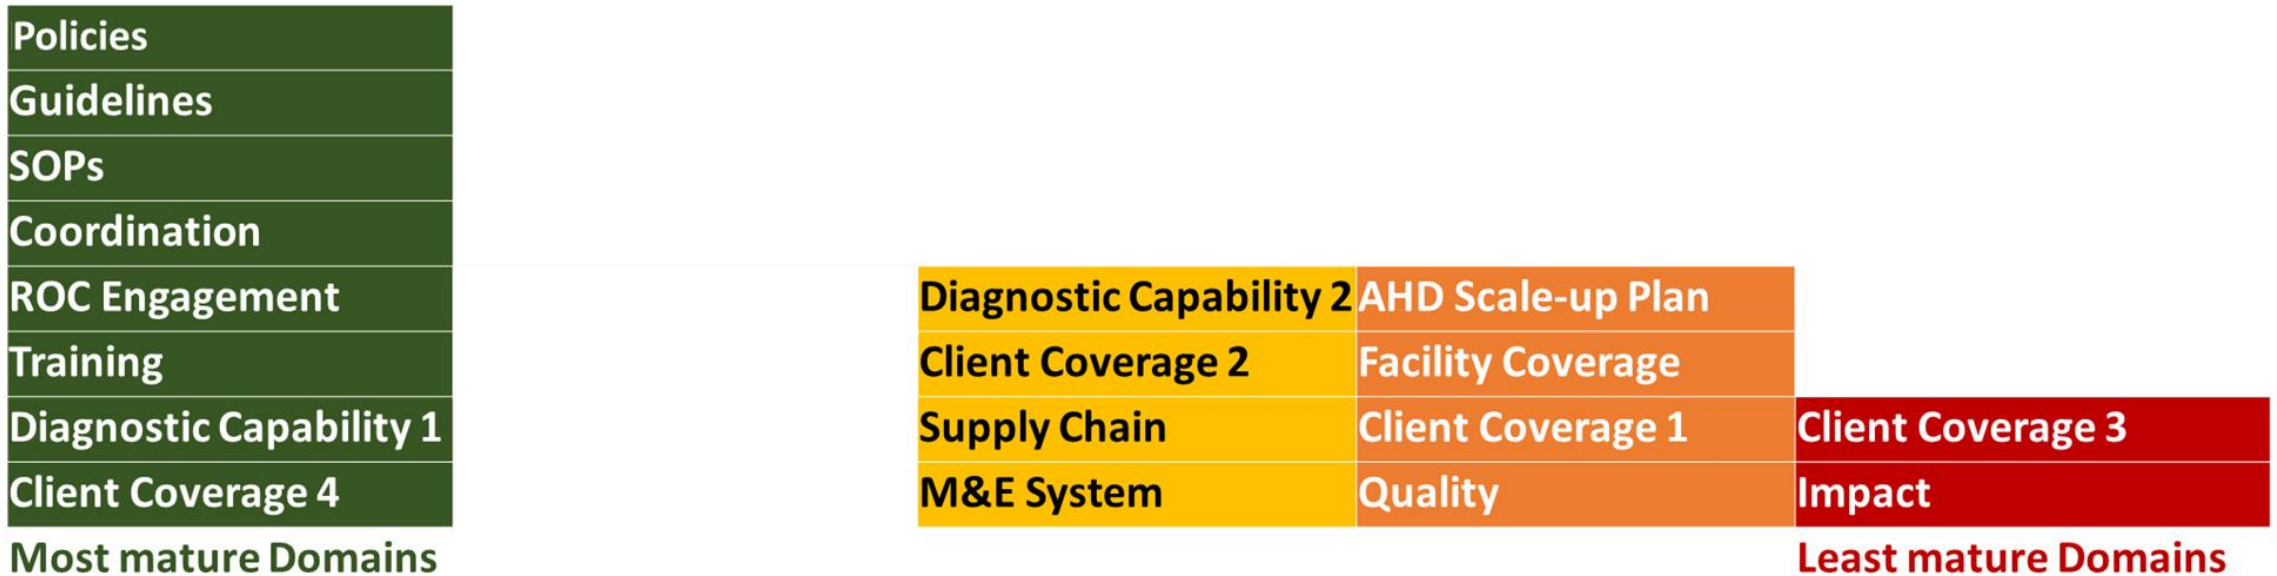 Policies
Guidelines
SOPs
Coordination
ROC Engagement
Training
Diagnostic Capability 1
Client Coverage 4
Most mature Domains
Diagnostic Capability 2
Client Coverage 2
Supply Chain
M&E System
AHD Scale-up Plan
Facility Coverage
Client Coverage 1
Quality
Client Coverage 3
Impact
Least mature Domains